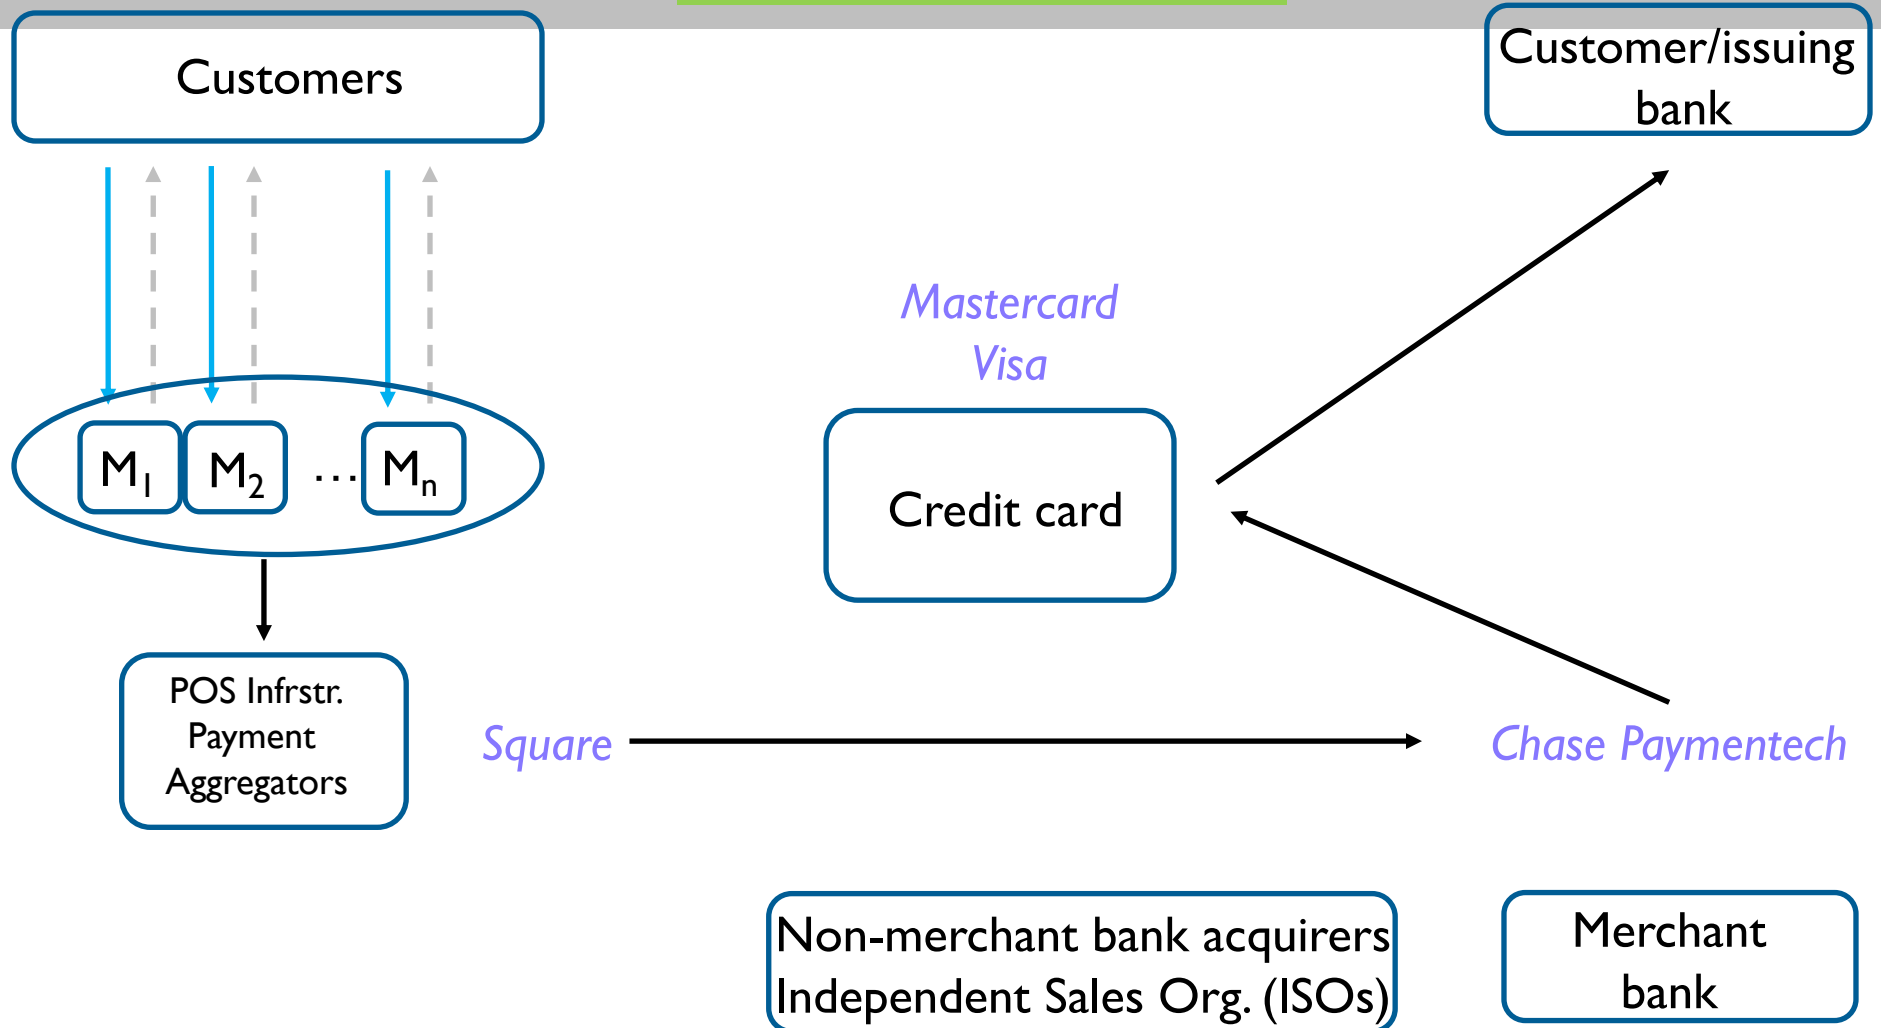 Customers
Customer/issuing
bank
Mastercard
Visa
M1
M2
...
Mn
Credit card
POS Infrstr.
Payment
Aggregators
Square
Chase Paymentech
Non-merchant bank acquirers
Independent Sales Org. (ISOs)
Merchant
bank